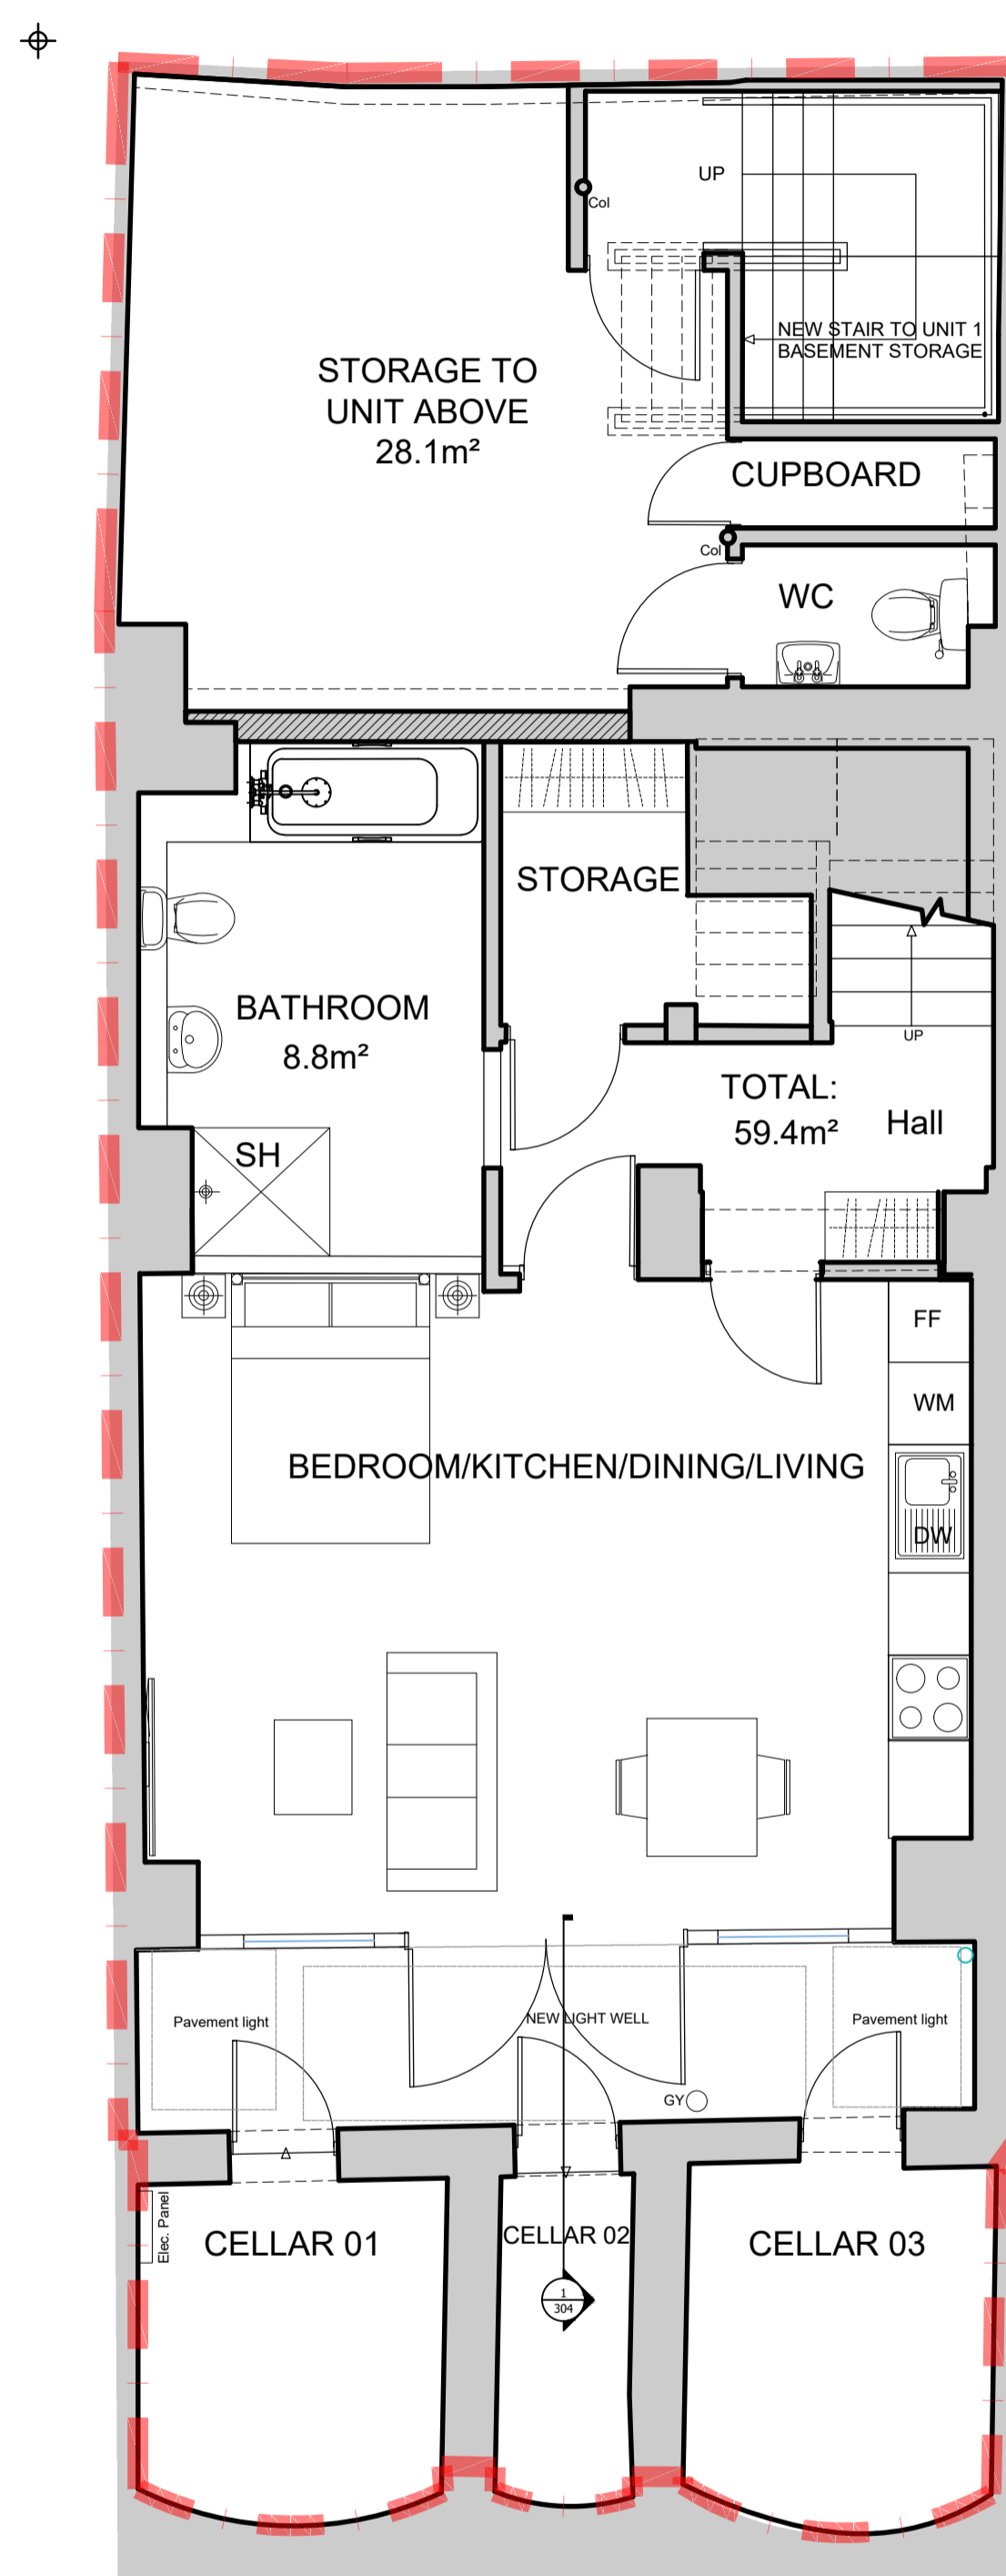 UP
Col
NEW STAIR TO UNIT 1
BASEMENT STORAGE
STORAGE TO
UNIT ABOVE
28.1m²
CUPBOARD
Col
WC
STORAGE
BATHROOM
8.8m²
UP
TOTAL:
59.4m²
Hall
SH
FF
WM
BEDROOM/KITCHEN/DINING/LIVING
DW
Pavement light
NEW LIGHT WELL
Pavement light
GY
Elec. Panel
CELLAR 01
CELLAR 02
CELLAR 03
1
304